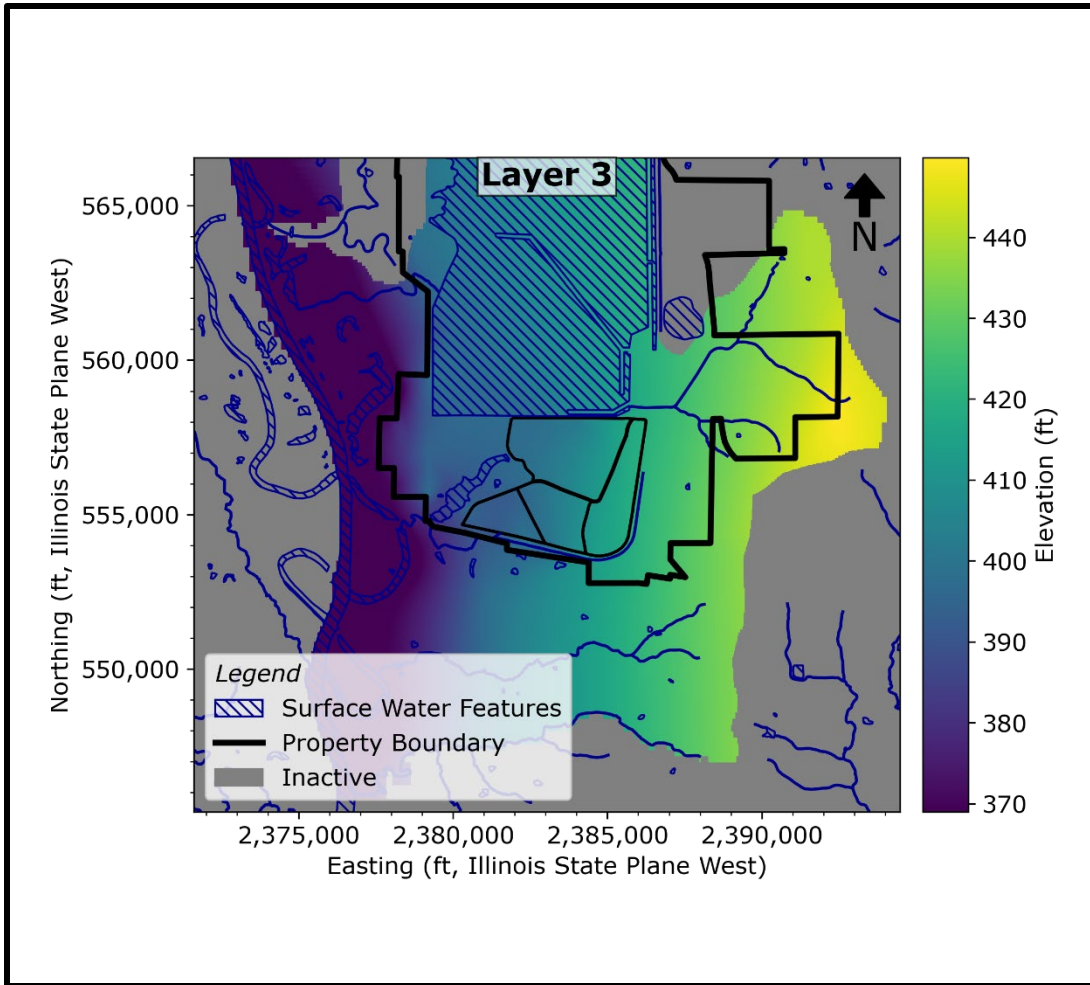 Layer 3
N
565,000
560,000
555,000
550,000
Northing (ft, Illinois State Plane West)
Legend
Surface Water Features
Property Boundary
Inactive
2,375,000
2,380,000
2,385,000
2,390,000
Easting (ft, Illinois State Plane West)
440
430
420
410
400
390
380
370
Elevation (ft)